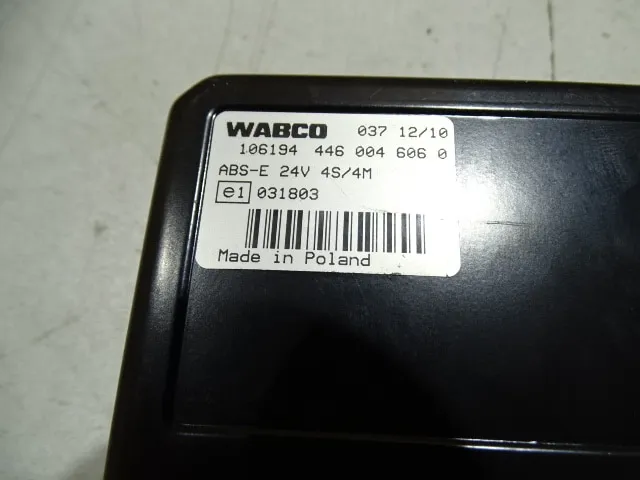 WABCO 037 12/10
106194 446 004 606 0
ABS-E 24V 4S/4M
e1 031803
Made in Poland